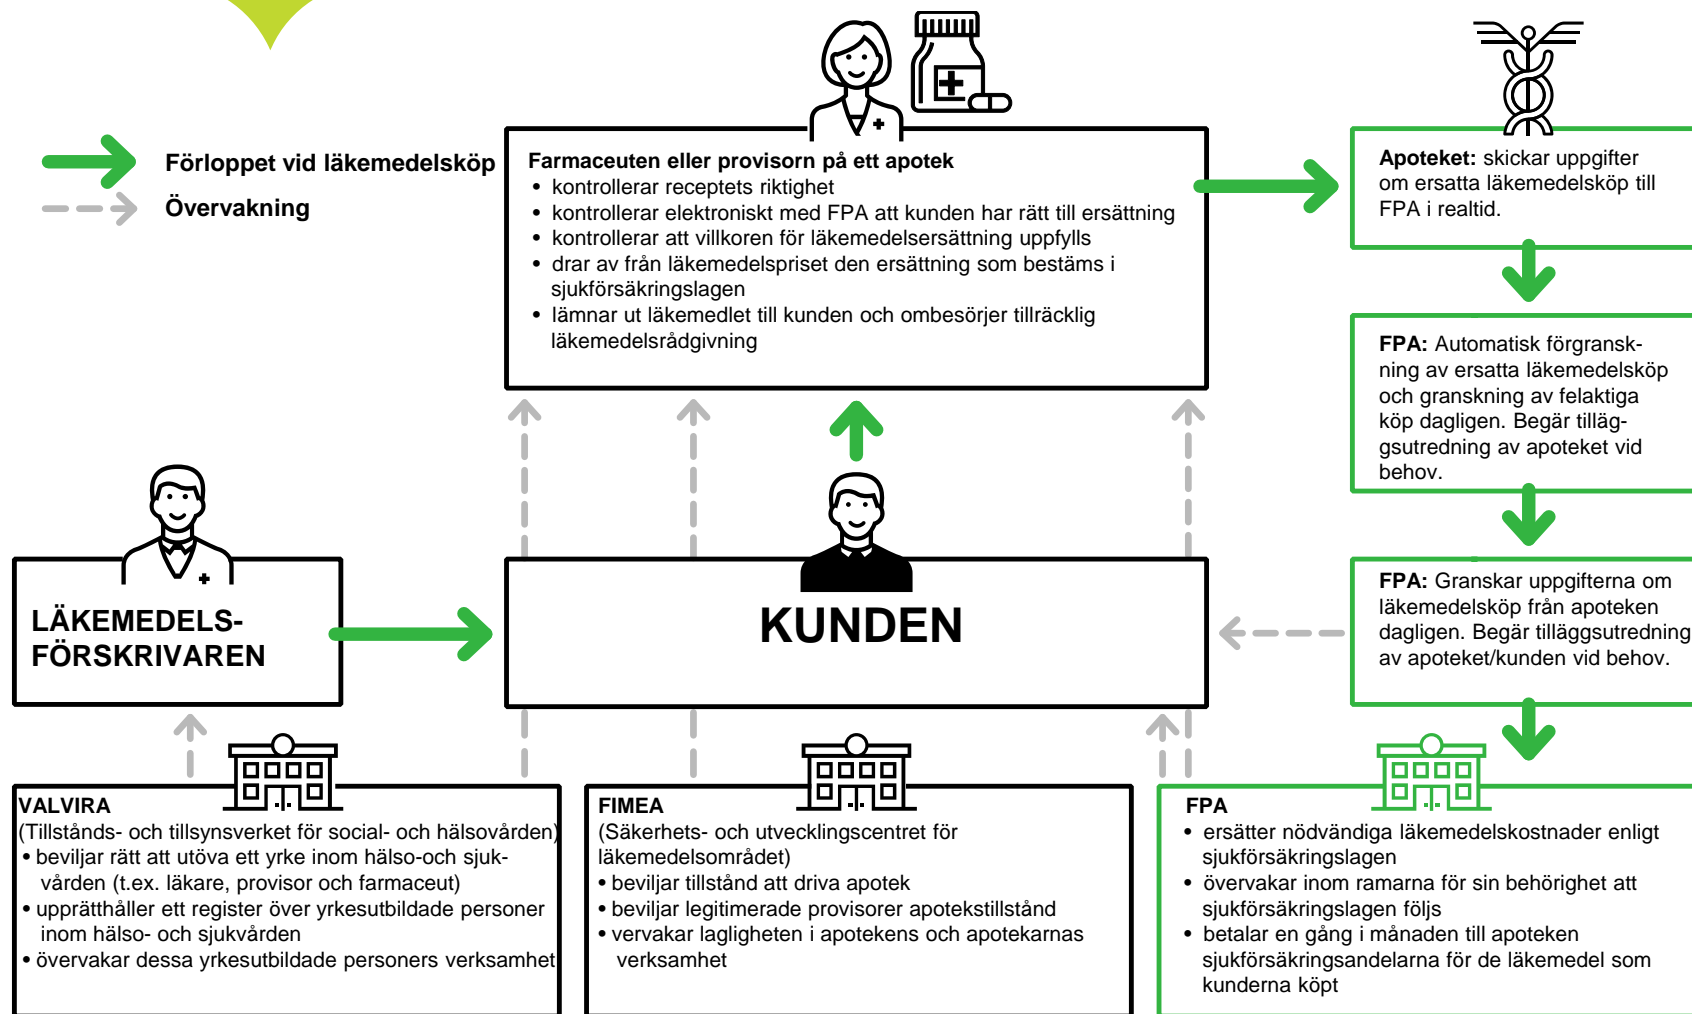 Förloppet vid läkemedelsköp
Övervakning
Farmaceuten eller provisorn på ett apotek
• kontrollerar receptets riktighet
• kontrollerar elektroniskt med FPA att kunden har rätt till ersättning
• kontrollerar att villkoren för läkemedelsersättning uppfylls
• drar av från läkemedelspriset den ersättning som bestäms i
sjukförsäkringslagen
• lämnar ut läkemedlet till kunden och ombesörjer tillräcklig
läkemedelsrådgivning
Apoteket: skickar uppgifter
om ersatta läkemedelsköp till
FPA i realtid.
FPA: Automatisk förgransk-
ning av ersatta läkemedelsköp
och granskning av felaktiga
köp dagligen. Begär tilläg-
gsutredning av apoteket vid
behov.
LÄKEMEDELS-
FÖRSKRIVAREN
KUNDEN
FPA: Granskar uppgifterna om
läkemedelsköp från apoteken
dagligen. Begär tilläggsutredning
av apoteket/kunden vid behov.
VALVIRA
(Tillstånds- och tillsynsverket för social- och hälsovården)
• beviljar rätt att utöva ett yrke inom hälso-och sjuk-
vården (t.ex. läkare, provisor och farmaceut)
• upprätthåller ett register över yrkesutbildade personer
inom hälso- och sjukvården
• övervakar dessa yrkesutbildade personers verksamhet
FIMEA
(Säkerhets- och utvecklingscentret för
läkemedelsområdet)
• beviljar tillstånd att driva apotek
• beviljar legitimerade provisorer apotekstillstånd
• vervakar lagligheten i apotekens och apotekarnas
verksamhet
FPA
• ersätter nödvändiga läkemedelskostnader enligt
sjukförsäkringslagen
• övervakar inom ramarna för sin behörighet att
sjukförsäkringslagen följs
• betalar en gång i månaden till apoteken
sjukförsäkringsandelarna för de läkemedel som
kunderna köpt